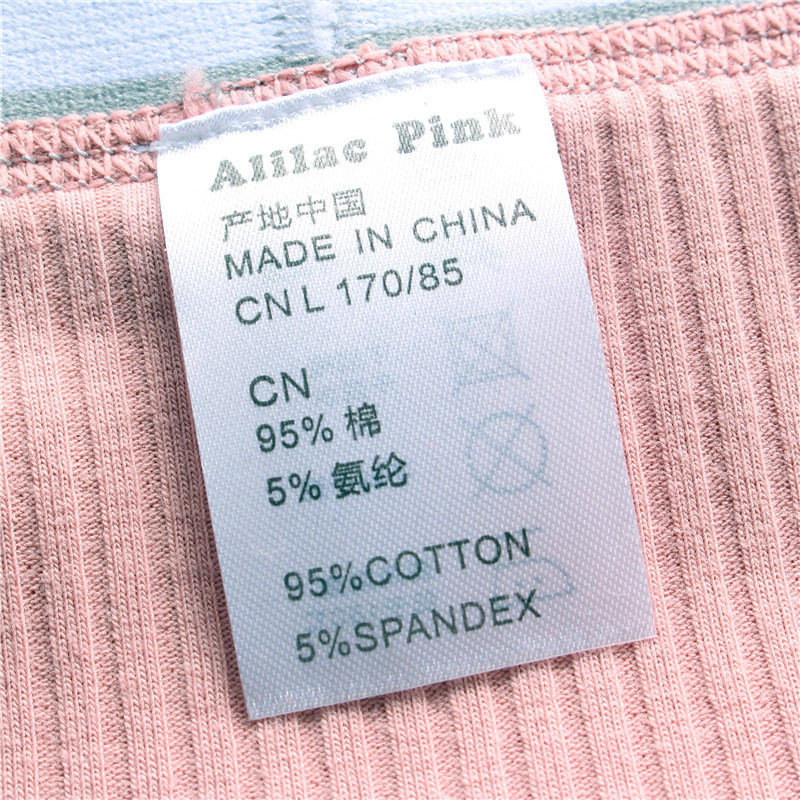 Alilac Pink
产地中国
MADE IN CHINA
CN L 170/85
CN
95% 棉
5% 氨纶
95%COTTON
5%SPANDEX